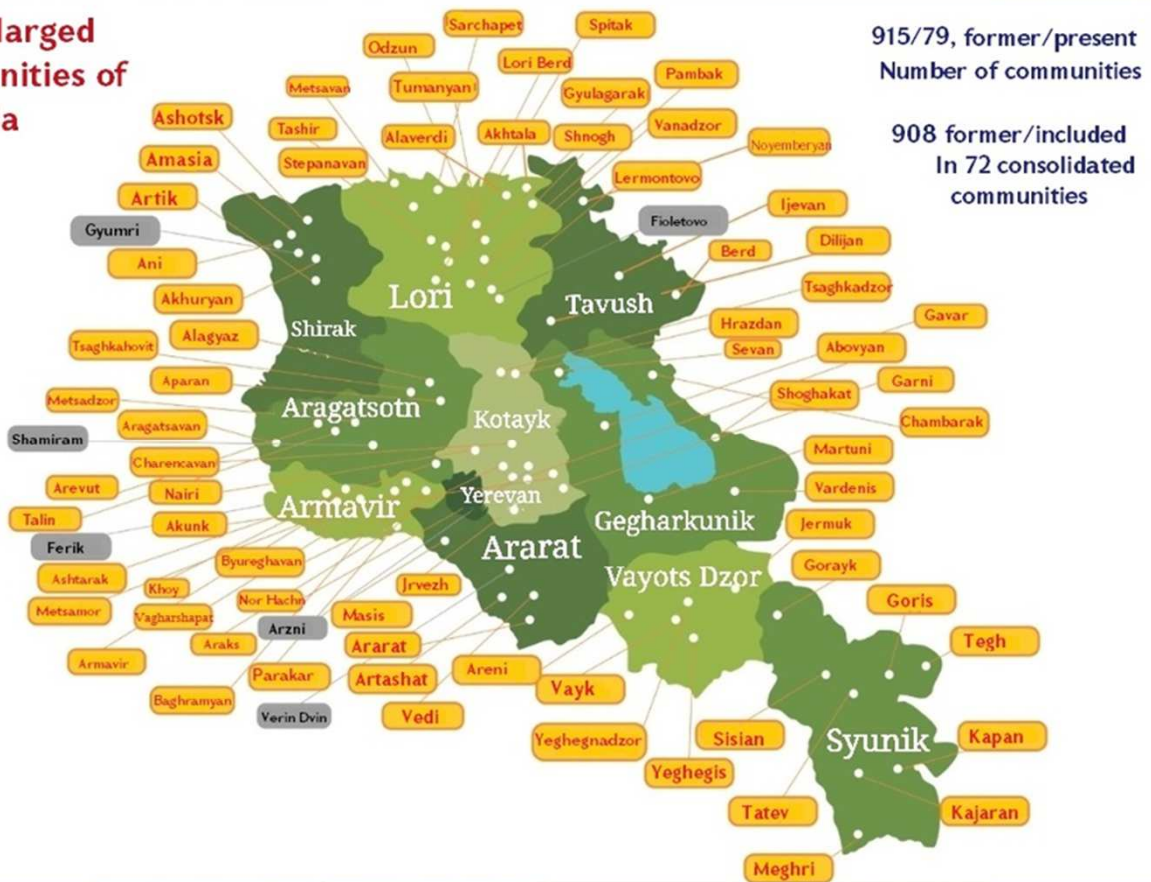 larged
nities of
a
915/79, former/present
Number of communities
908 former/included
In 72 consolidated
communities
Sarchapet
Spitak
Odzun
Lori Berd
Pambak
Metsavan
Tumanyan
Gyulagarak
Ashotsk
Tashir
Alaverdi
Akhtala
Shnogh
Vanadzor
Noyemberyan
Amasia
Stepanavan
Lermontovo
Artik
Ijevan
Gyumri
Fioletovo
Dilijan
Berd
Ani
Tsaghkadzor
Akhuryan
Lori
Tavush
Gavar
Shirak
Hrazdan
Alagyaz
Tsaghkahovit
Sevan
Abovyan
Aparan
Garni
Metsadzor
Shoghakat
Aragatsotn
Kotayk
Chambarak
Aragatsavan
Shamiram
Martuni
Charencavan
Arevut
Nairi
Yerevan
Vardenis
Armavir
Talin
Akunk
Gegharkunik
Jermuk
Ferik
Ararat
Byureghavan
Gorayk
Ashtarak
Khoy
Jrvezh
Vayots Dzor
Metsamor
Nor Hachn
Goris
Vagharshapat
Masis
Arzni
Araks
Ararat
Tegh
Armavir
Parakar
Artashat
Areni
Vayk
Baghramyan
Verin Dvin
Vedi
Yeghegnadzor
Sisian
Syunik
Kapan
Yeghegis
Tatev
Kajaran
Meghri